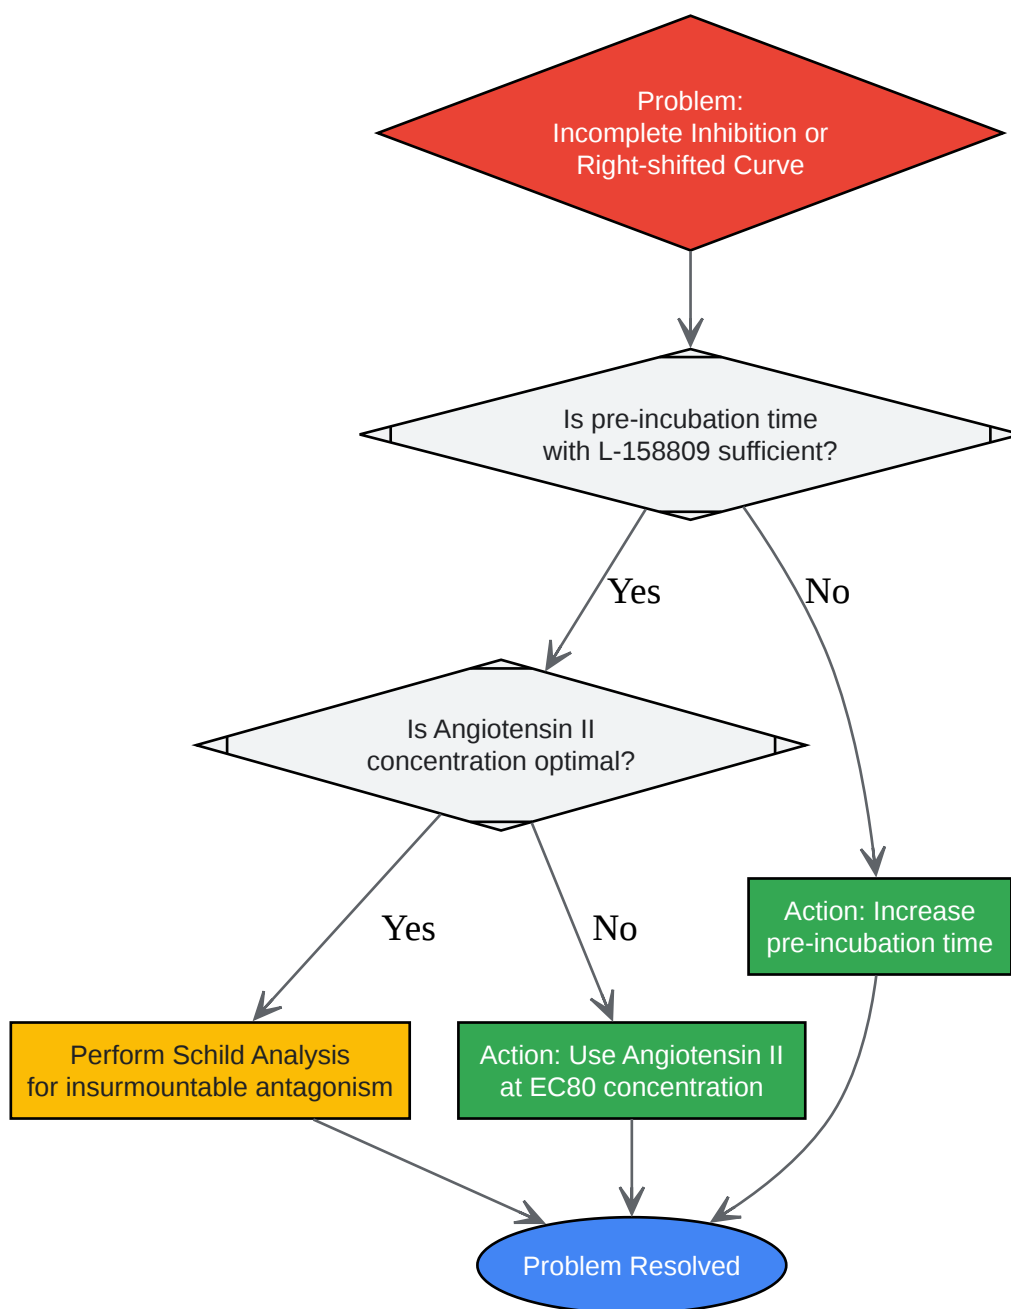 Problem:
Incomplete Inhibition or
Right-shifted Curve
Is pre-incubation time
with L-158809 sufficient?
Yes
No
Is Angiotensin II
concentration optimal?
Action: Increase
pre-incubation time
Yes
No
Perform Schild Analysis
for insurmountable antagonism
Action: Use Angiotensin II
at EC80 concentration
Problem Resolved